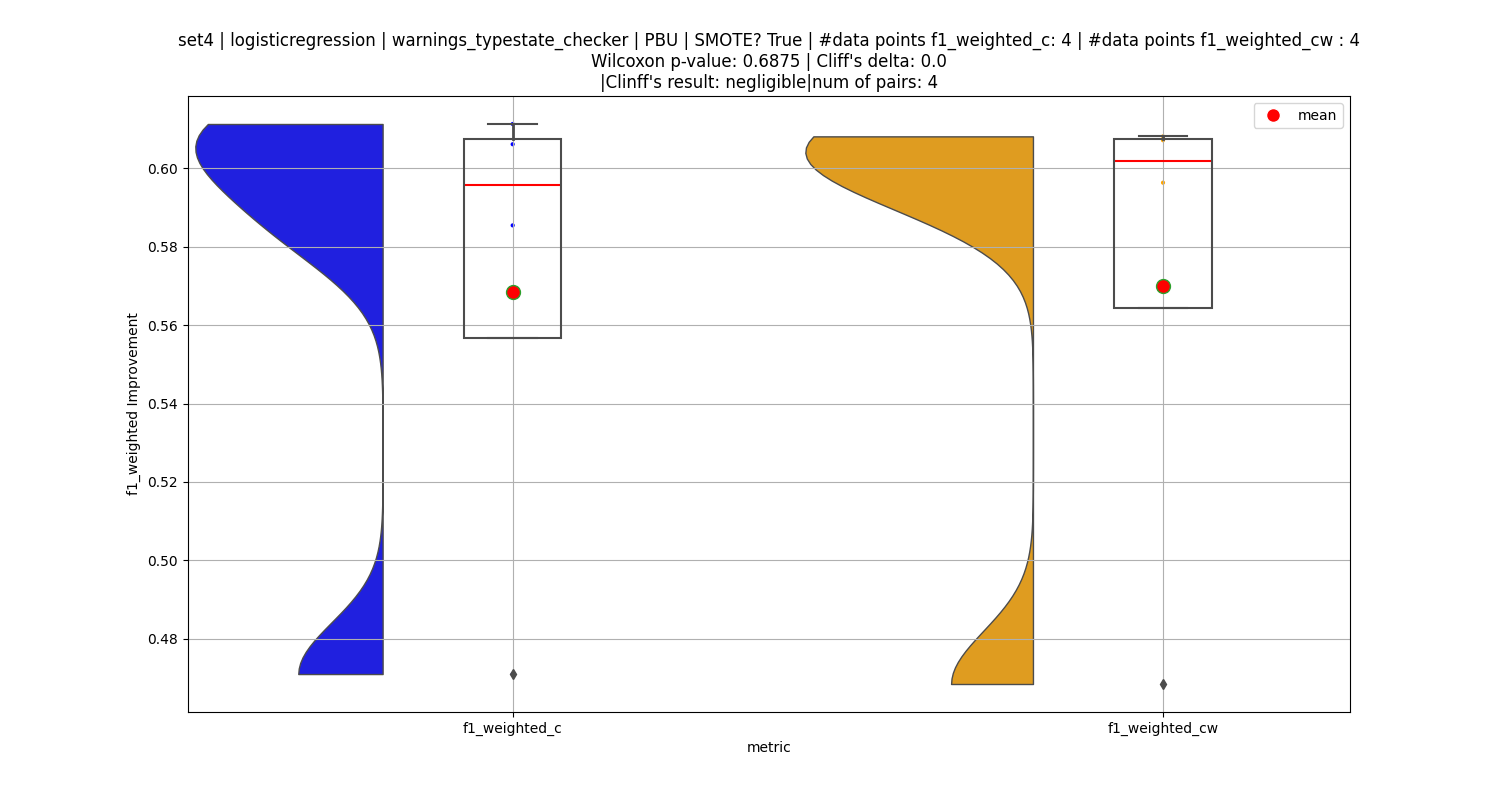 set4 | logisticregression | warnings_typestate_checker | PBU | SMOTE? True | #data points f1_weighted_c: 4 | #data points f1_weighted_cw : 4
Wilcoxon p-value: 0.6875 | Cliff's delta: 0.0
|Clinff's result: negligible|num of pairs: 4
mean
0.60
0.58
0.56
0.54
0.52
0.50
0.48
f1_weighted Improvement
f1_weighted_c
f1_weighted_cw
metric